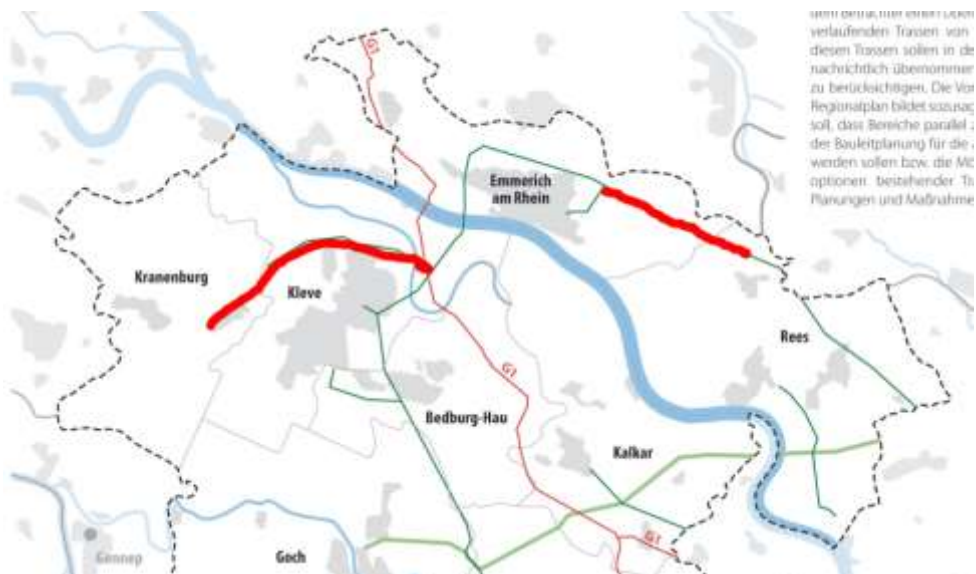 verlaufenden Trassen von
diesen Trassen sollen in de
nachrichtlich übernommen
zu berücksichtigen. Die Vor
Regionalplan bildet sozusag
soll, dass Bereiche parallel z
der Bauleitplanung für die
werden sollen bzw. die Mö
optionen bestehender Tra
Planungen und Maßnahme
G1
Emmerich
am Rhein
Kranenburg
Kleve
Rees
G1
Bedburg-Hau
Kalkar
G1
Gennep
Goch